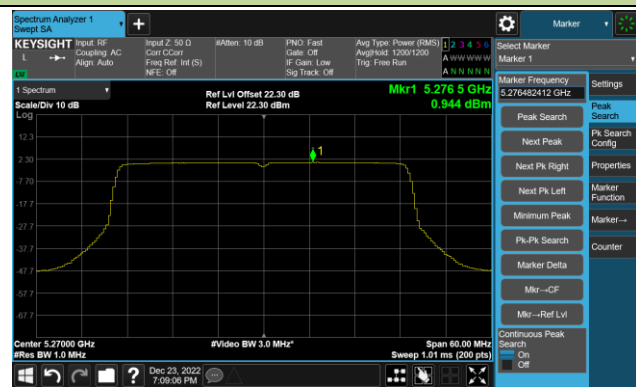 Spectrum Analyzer 1
Swept SA
Marker
KEYSIGHT
L
Input: RF
Coupling: AC
Align: Auto
Input Z: 50 Ω
Corr CCorr
Freq Ref: Int (S)
NFE: Off
#Atten: 10 dB
PNO: Fast
Gate: Off
IF Gain: Low
Sig Track: Off
Avg Type: Power (RMS)
Avg|Hold: 1200/1200
Trig: Free Run
1 2 3 4 5 6
A W W W W W
A N N N N N
Select Marker
Marker 1
LXI
1 Spectrum
Scale/Div 10 dB
Log
Ref Lvl Offset 22.30 dB
Ref Level 22.30 dBm
Mkr1 5.276 5 GHz
0.944 dBm
12.3
2.30
-7.70
-17.7
-27.7
-37.7
-47.7
-57.7
-67.7
1
Center 5.27000 GHz
#Res BW 1.0 MHz
#Video BW 3.0 MHz*
Span 60.00 MHz
Sweep 1.01 ms (200 pts)
Marker Frequency
5.276482412 GHz
Peak Search
Next Peak
Next Pk Right
Next Pk Left
Minimum Peak
Pk-Pk Search
Marker Delta
Mkr→CF
Mkr→Ref Lvl
Continuous Peak
Search
On
Off
Settings
Peak
Search
Pk Search
Config
Properties
Marker
Function
Marker→
Counter
?
Dec 23, 2022
7:09:06 PM